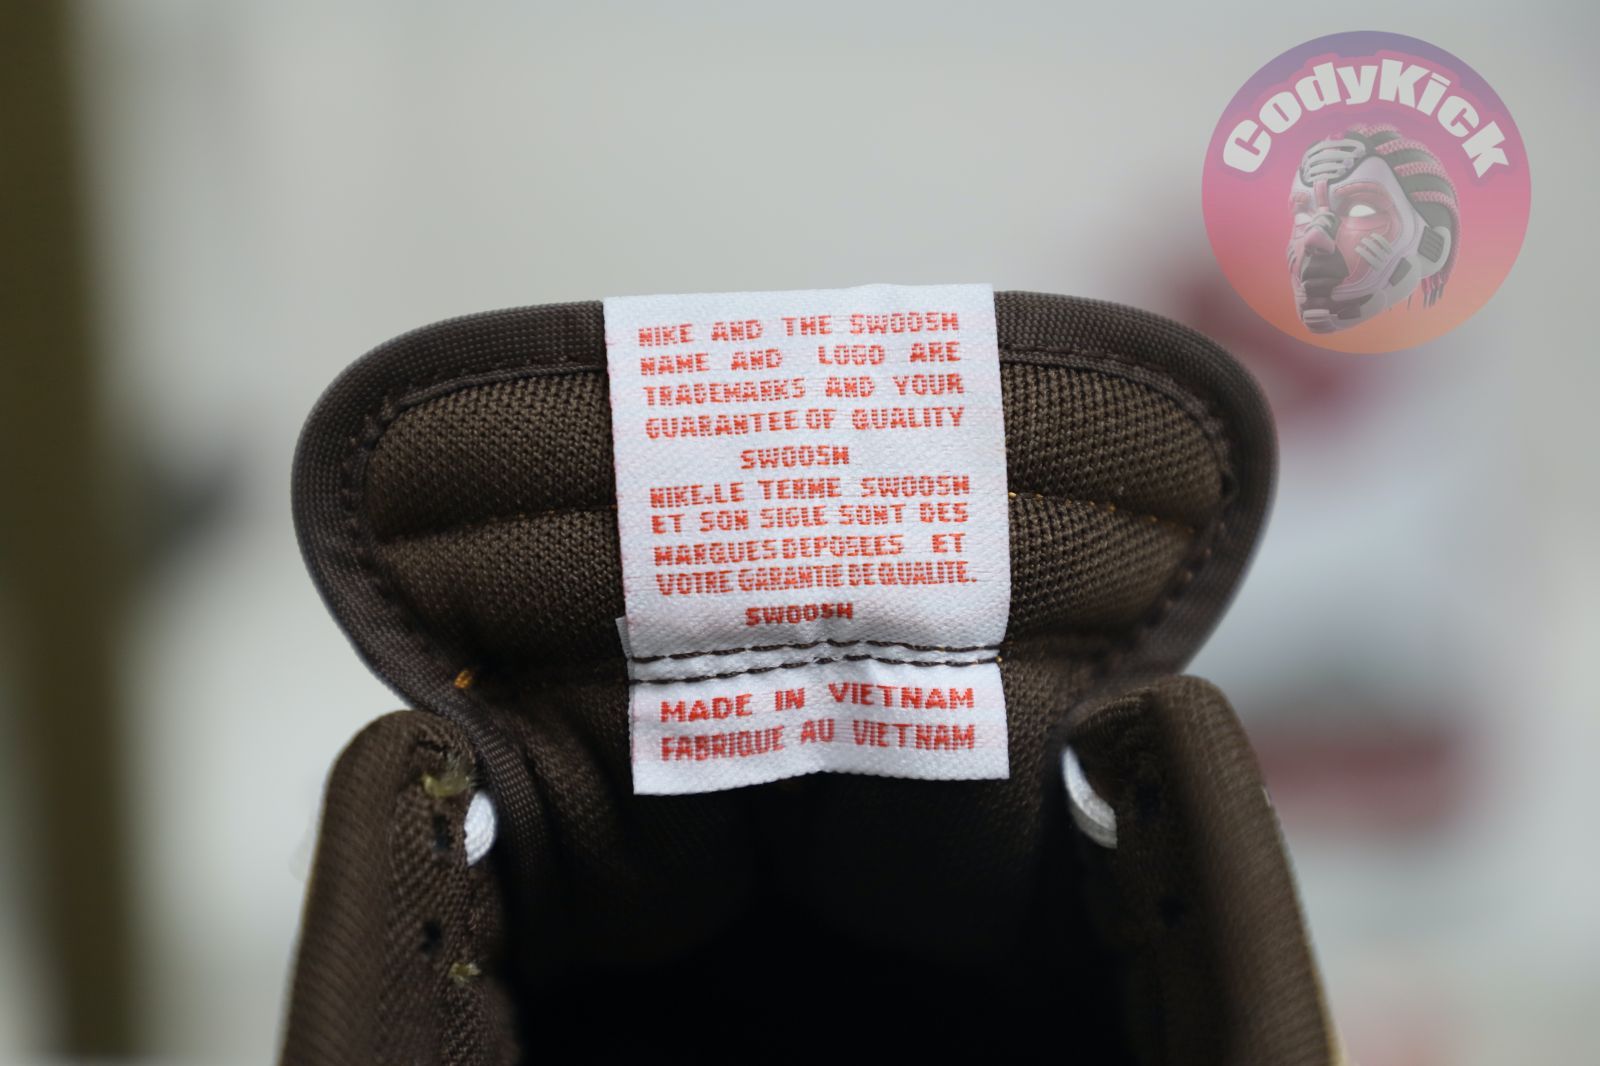 CodyKick
NIKE AND THE SWOOSH
NAME AND LOGO ARE
TRADEMARKS AND YOUR
GUARANTEE OF QUALITY
SWOOSH
NIKE.LE TERME SWOOSH
ET SON SIGLE SONT DES
MARQUES DEPOSEES ET
VOTRE GARANTIE DE QUALITE.
SWOOSH
MADE IN VIETNAM
FABRIQUE AU VIETNAM